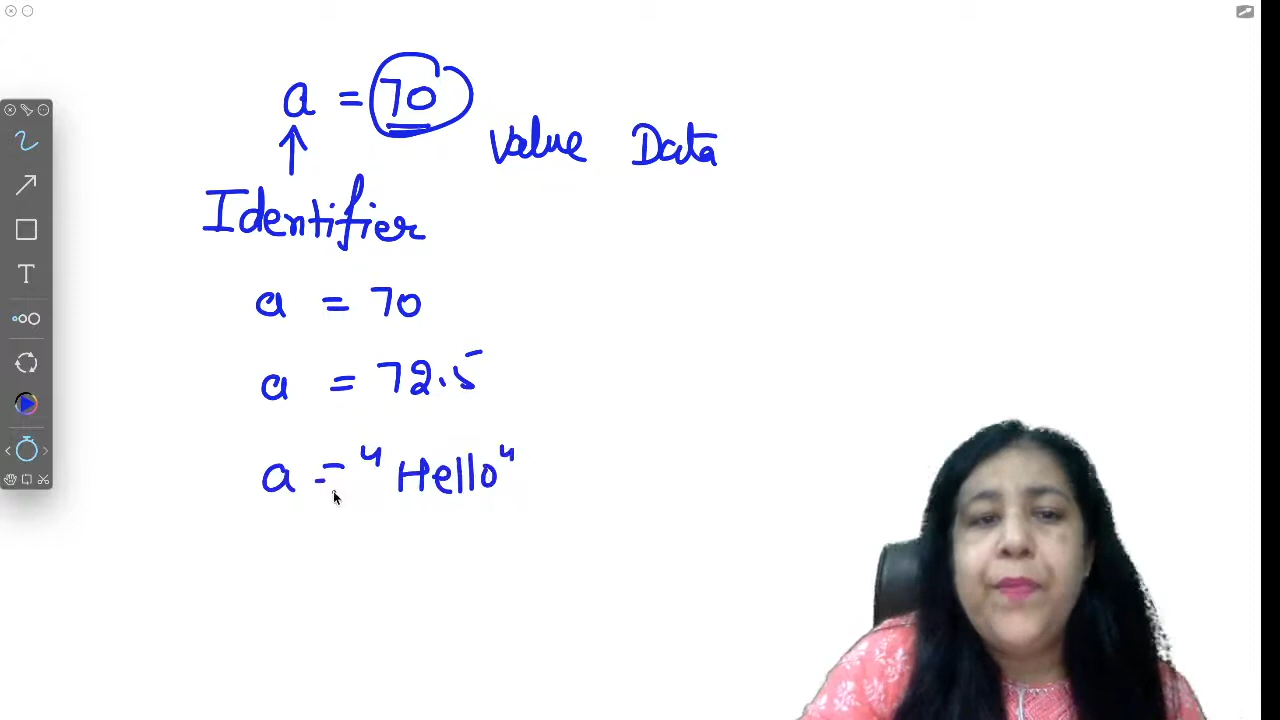 a = 70
Value Data
Identifier
a = 70
a = 72.5
a = "Hello"
T